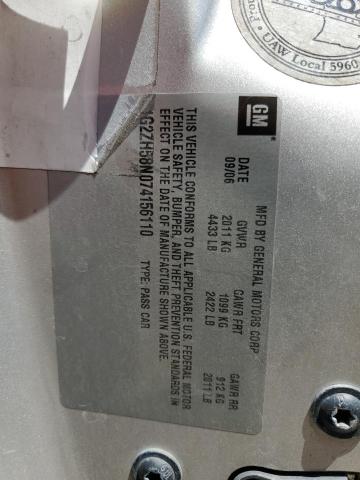 GM
MFD BY GENERAL MOTORS CORP
DATE GVWR GAWR FRT GAWR RR
09/06 2011 KG 1099 KG 912 KG
4433 LB 2422 LB 2011 LB
THIS VEHICLE CONFORMS TO ALL APPLICABLE U.S. FEDERAL MOTOR
VEHICLE SAFETY, BUMPER, AND THEFT PREVENTION STANDARDS IN
EFFECT ON THE DATE OF MANUFACTURE SHOWN ABOVE.
1G2ZH58N074156110 TYPE: PASS CAR
UAW Local 5960